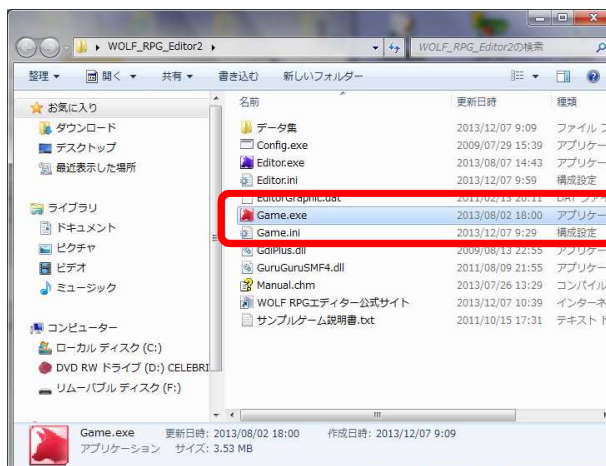 WOLF_RPG_Editor2
WOLF_RPG_Editor2の検索
整理 開く 共有 書き込む 新しいフォルダー
名前 更新日時 種類
お気に入り
ダウンロード
デスクトップ
最近表示した場所
ライブラリ
ドキュメント
ピクチャ
ビデオ
ミュージック
コンピューター
ローカル ディスク (C:)
DVD RW ドライブ (D:) CELEBRI
リムーバブル ディスク (F:)
データ集 2013/12/07 9:09 ファイル フ
Config.exe 2009/07/29 15:39 アプリケー
Editor.exe 2013/08/07 14:43 アプリケー
Editor.ini 2013/12/07 9:59 構成設定
EditorGraphic.dat 2011/02/13 20:11 DAT ファイ
Game.exe 2013/08/02 18:00 アプリケー
Game.ini 2013/12/07 9:29 構成設定
GdiPlus.dll 2009/08/13 22:55 アプリケー
GuruGuruSMF4.dll 2011/08/09 21:55 アプリケー
Manual.chm 2013/07/26 13:29 コンパイル
WOLF RPGエディター公式サイト 2013/12/07 10:39 インターネ
サンプルゲーム説明書.txt 2011/10/15 17:31 テキスト ド
Game.exe 更新日時: 2013/08/02 18:00 作成日時: 2013/12/07 9:09
アプリケーション サイズ: 3.53 MB